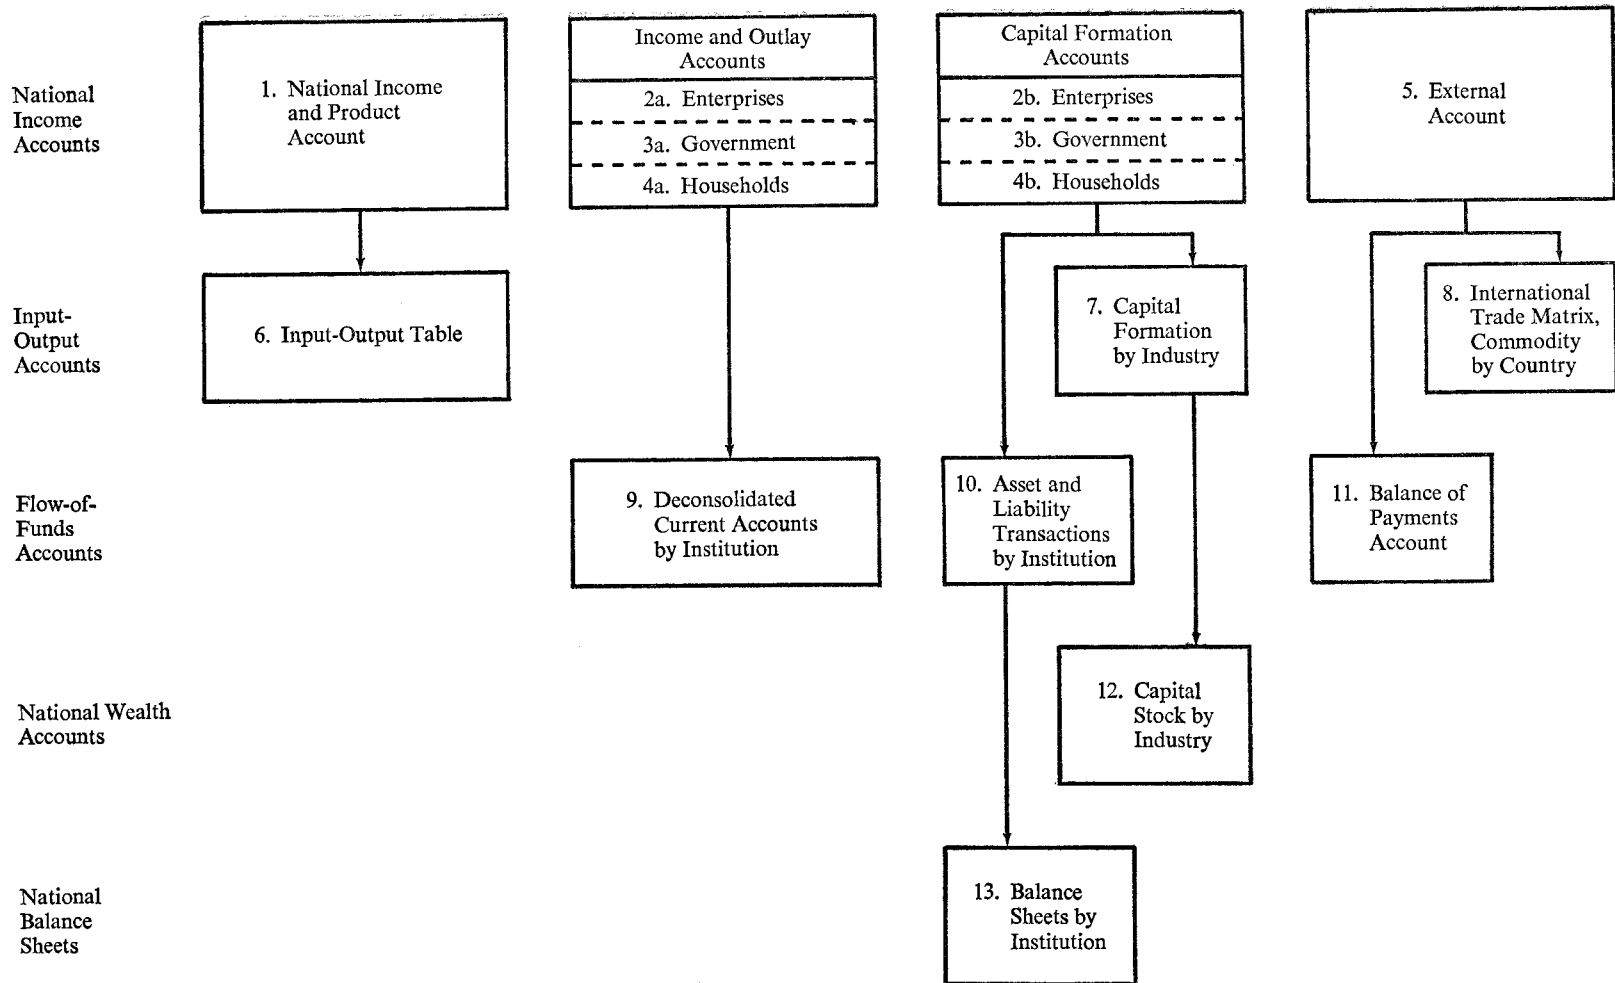 National
Income
Accounts
1. National Income
and Product
Account
Income and Outlay
Accounts
2a. Enterprises
3a. Government
4a. Households
Capital Formation
Accounts
2b. Enterprises
3b. Government
4b. Households
5. External
Account
Input-
Output
Accounts
6. Input-Output Table
7. Capital
Formation
by Industry
8. International
Trade Matrix,
Commodity
by Country
Flow-of-
Funds
Accounts
9. Deconsolidated
Current Accounts
by Institution
10. Asset and
Liability
Transactions
by Institution
11. Balance of
Payments
Account
National Wealth
Accounts
12. Capital
Stock by
Industry
National
Balance
Sheets
13. Balance
Sheets by
Institution